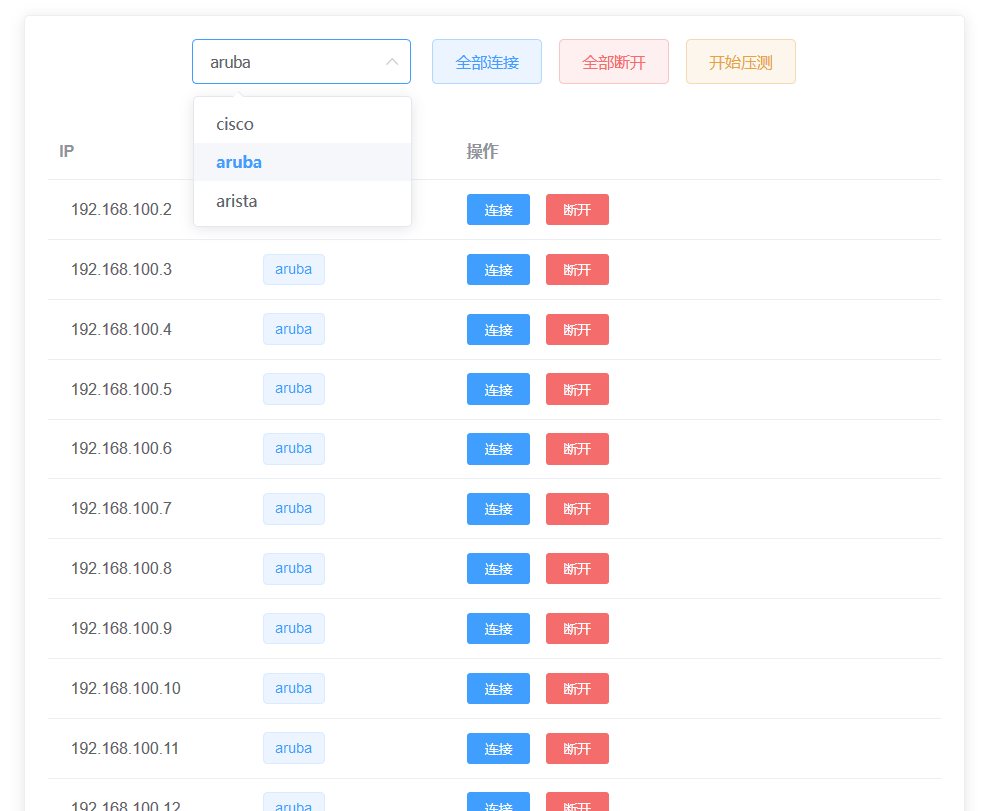 aruba 全部连接 全部断开 开始压测
cisco
aruba
arista
IP 操作
192.168.100.2 连接 断开
192.168.100.3 aruba 连接 断开
192.168.100.4 aruba 连接 断开
192.168.100.5 aruba 连接 断开
192.168.100.6 aruba 连接 断开
192.168.100.7 aruba 连接 断开
192.168.100.8 aruba 连接 断开
192.168.100.9 aruba 连接 断开
192.168.100.10 aruba 连接 断开
192.168.100.11 aruba 连接 断开
192.168.100.12 aruba 连接 断开